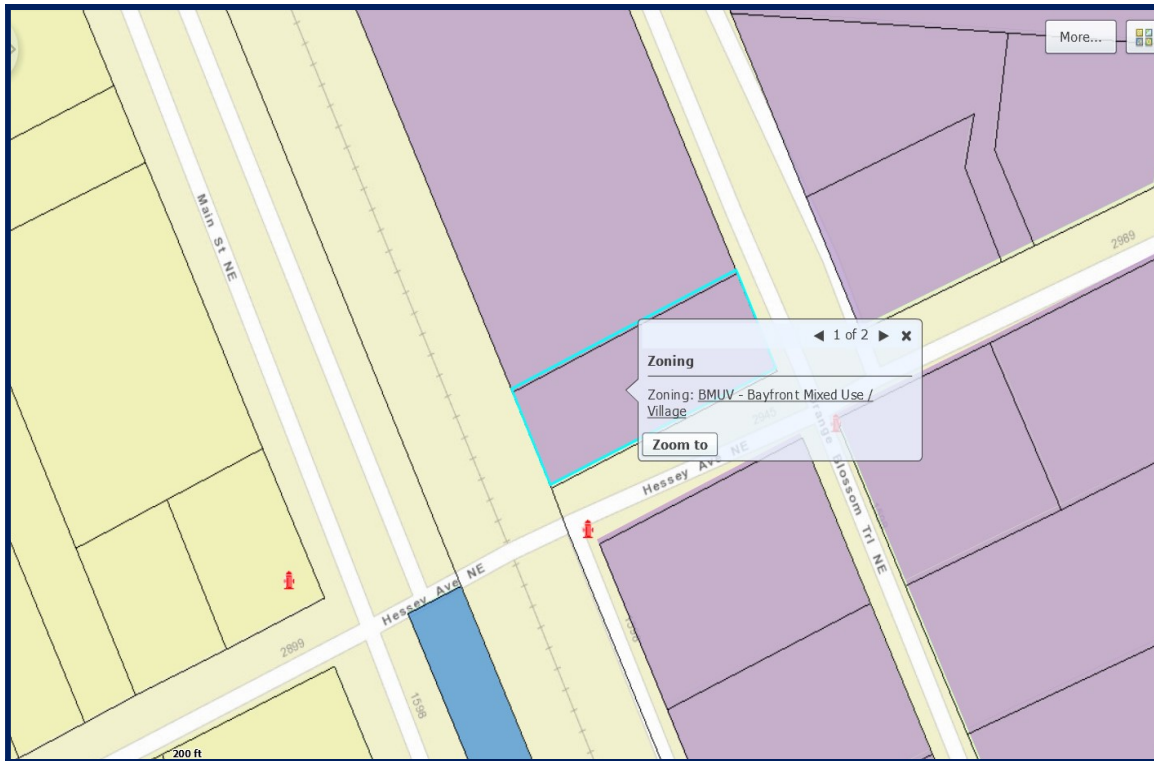 More...
Main St NE
2989
1 of 2
Zoning
Zoning: BMUV - Bayfront Mixed Use /
Village
Zoom to
2945
Hessey Ave NE
Blossom Trl NE
Hessey Ave NE
2899
1598
200 ft